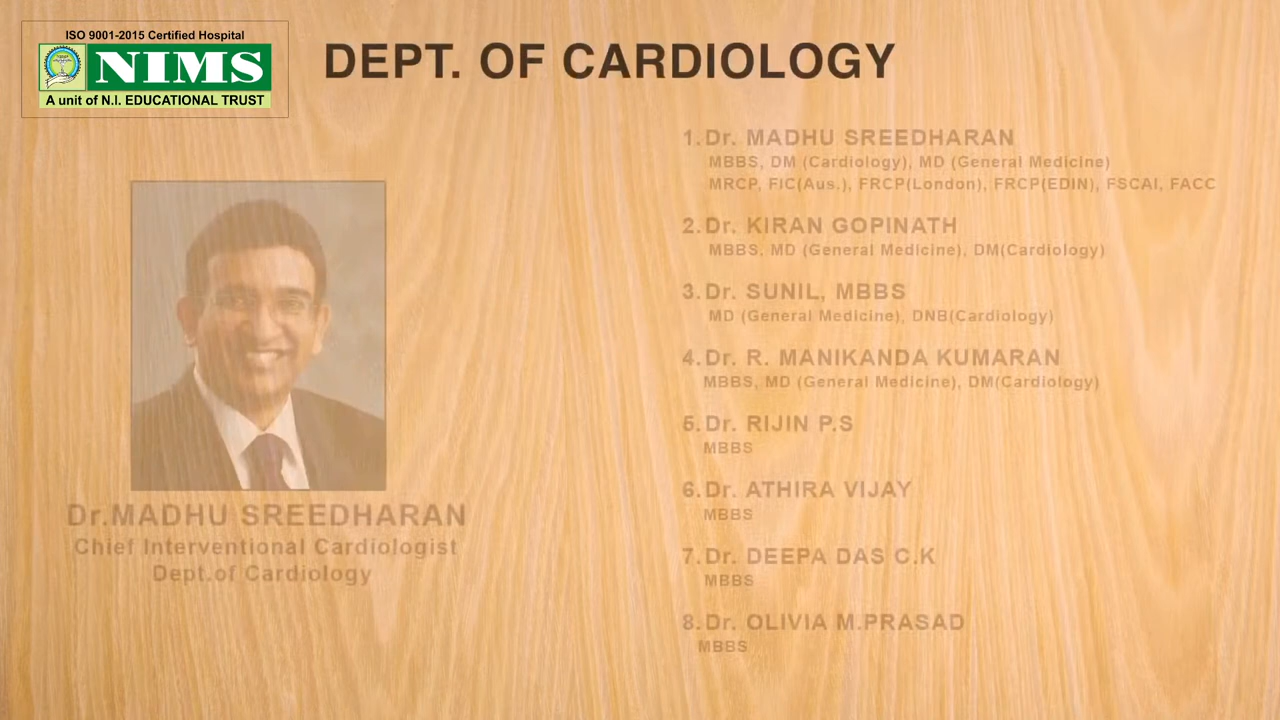 ISO 9001-2015 Certified Hospital
NIMS
A unit of N.I. EDUCATIONAL TRUST
DEPT. OF CARDIOLOGY
Dr.MADHU SREEDHARAN
Chief Interventional Cardiologist
Dept.of Cardiology
1. Dr. MADHU SREEDHARAN
MBBS, DM (Cardiology), MD (General Medicine)
MRCP, FIC(Aus.), FRCP(London), FRCP(EDIN), FSCAI, FACC
2. Dr. KIRAN GOPINATH
MBBS, MD (General Medicine), DM(Cardiology)
3. Dr. SUNIL, MBBS
MD (General Medicine), DNB(Cardiology)
4. Dr. R. MANIKANDA KUMARAN
MBBS, MD (General Medicine), DM(Cardiology)
5. Dr. RIJIN P.S
MBBS
6. Dr. ATHIRA VIJAY
MBBS
7. Dr. DEEPA DAS C.K
MBBS
8. Dr. OLIVIA M.PRASAD
MBBS